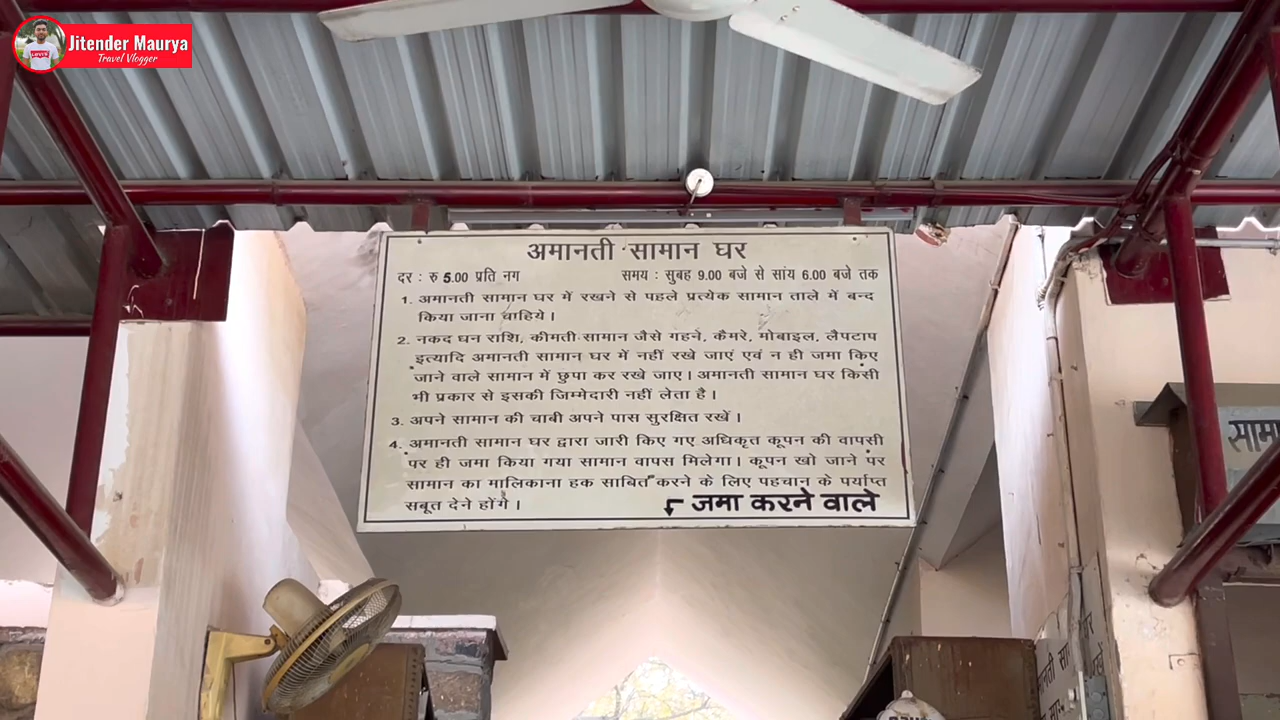 Jitender Maurya
Travel Vlogger
अमानती सामान घर
दर : रु 5.00 प्रति नग समय : सुबह 9.00 बजे से सांय 6.00 बजे तक
1. अमानती सामान घर में रखने से पहले प्रत्येक सामान ताले में बन्द
किया जाना चाहिये।
2. नकद धन राशि, कीमती सामान जैसे गहने, कैमरे, मोबाइल, लैपटाप
इत्यादि अमानती सामान घर में नहीं रखे जाएं एवं न ही जमा किए
जाने वाले सामान में छुपा कर रखे जाए। अमानती सामान घर किसी
भी प्रकार से इसकी जिम्मेदारी नहीं लेता है।
3. अपने सामान की चाबी अपने पास सुरक्षित रखें।
4. अमानती सामान घर द्वारा जारी किए गए अधिकृत कूपन की वापसी
पर ही जमा किया गया सामान वापस मिलेगा। कूपन खो जाने पर
सामान का मालिकाना हक साबित करने के लिए पहचान के पर्याप्त
सबूत देने होंगे।
जमा करने वाले